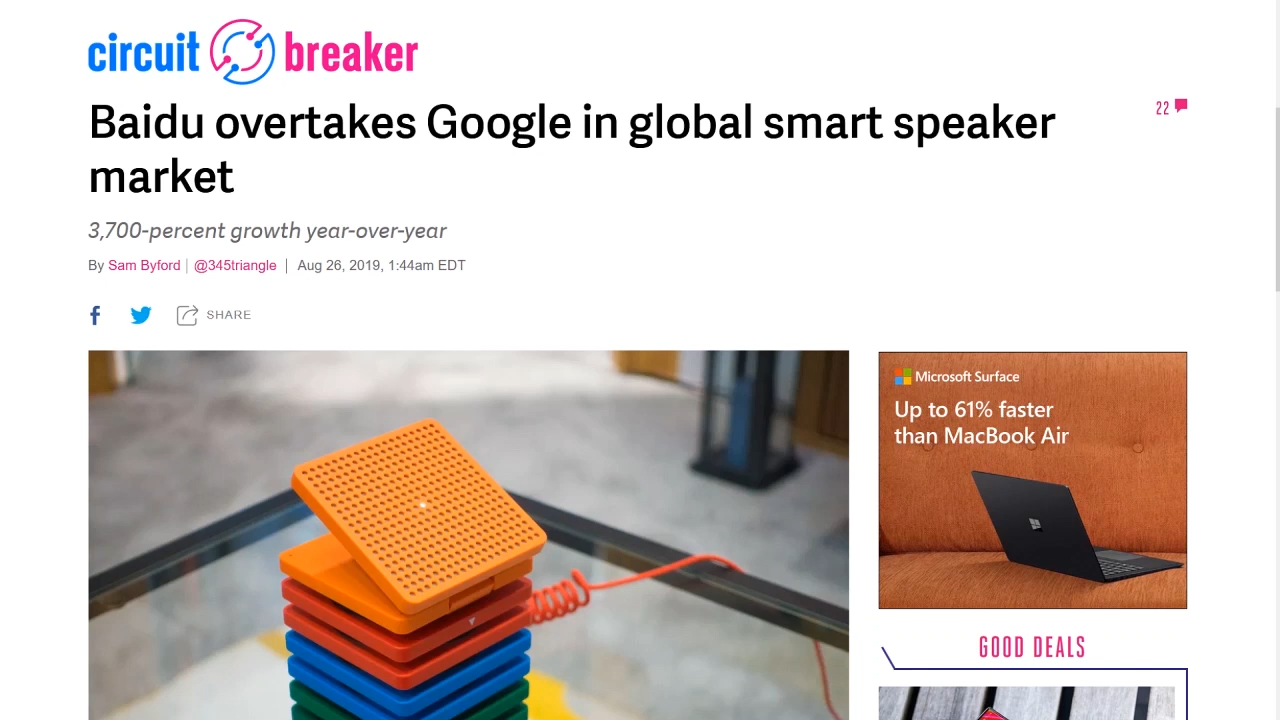 circuit breaker
Baidu overtakes Google in global smart speaker
market
22
3,700-percent growth year-over-year
By Sam Byford | @345triangle | Aug 26, 2019, 1:44am EDT
SHARE
Microsoft Surface
Up to 61% faster
than MacBook Air
GOOD DEALS